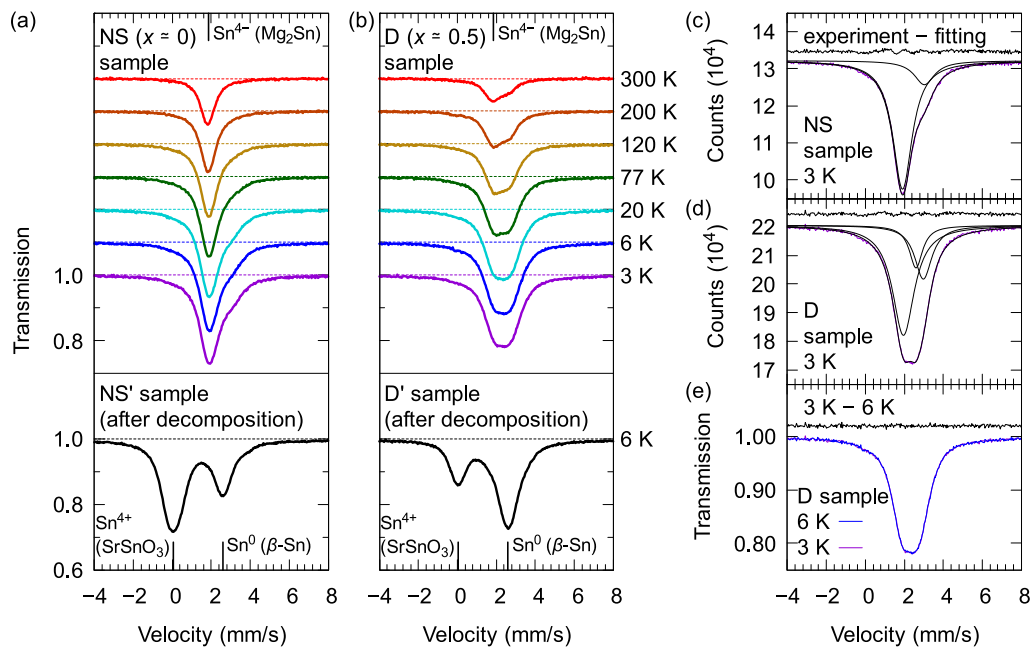 (a)
NS (x ≃ 0)
sample
Sn⁴⁻ (Mg₂Sn)
1.0
0.8
Transmission
NS' sample
(after decomposition)
1.0
0.8
0.6
Sn⁴⁺
(SrSnO₃)
Sn⁰ (β-Sn)
−4 −2 0 2 4 6 8
Velocity (mm/s)
(b)
D (x ≃ 0.5)
sample
Sn⁴⁻ (Mg₂Sn)
300 K
200 K
120 K
77 K
20 K
6 K
3 K
D' sample
(after decomposition)
6 K
Sn⁴⁺
(SrSnO₃)
Sn⁰ (β-Sn)
−4 −2 0 2 4 6 8
Velocity (mm/s)
(c)
experiment − fitting
14
13
12
11
10
Counts (10⁴)
NS
sample
3 K
(d)
22
21
20
19
18
17
Counts (10⁴)
D
sample
3 K
(e)
3 K − 6 K
1.00
0.90
0.80
Transmission
D sample
6 K
3 K
−4 −2 0 2 4 6 8
Velocity (mm/s)